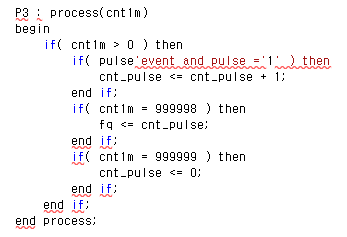 P3 : process(cnt1m)
begin
    if( cnt1m > 0 ) then
        if( pulse'event and pulse ='1' ) then
            cnt_pulse <= cnt_pulse + 1;
        end if;
        if( cnt1m = 999998 ) then
            fq <= cnt_pulse;
        end if;
        if( cnt1m = 999999 ) then
            cnt_pulse <= 0;
        end if;
    end if;
end process;